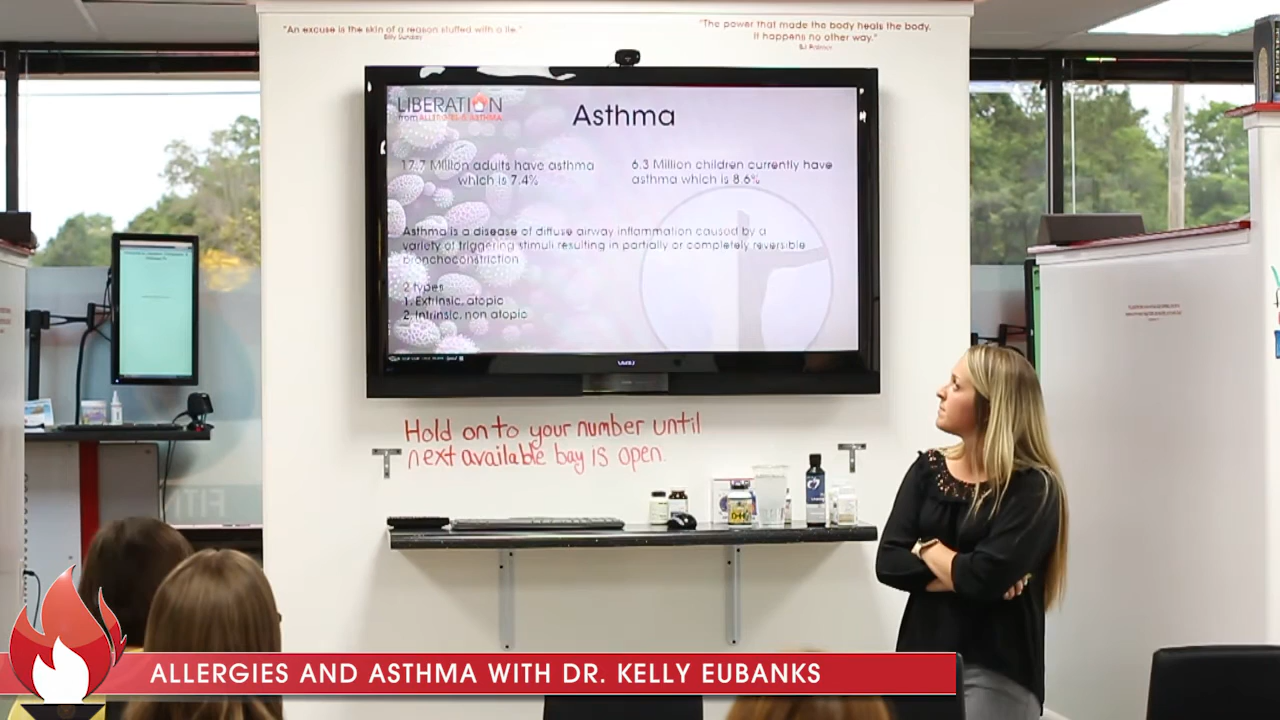 "An excuse is the skin of a reason stuffed with a lie."
Billy Sunday
"The power that made the body heals the body.
It happens no other way."
BJ Palmer
LIBERATION
from ALLERGIES & ASTHMA
Asthma
17.7 Million adults have asthma
which is 7.4%
6.3 Million children currently have
asthma which is 8.6%
Asthma is a disease of diffuse airway inflammation caused by a
variety of triggering stimuli resulting in partially or completely reversible
bronchoconstriction
2 types
1. Extrinsic, atopic
2. Intrinsic, non atopic
VIZIO
Hold onto your number until
next available bay is open.
FIT
ALLERGIES AND ASTHMA WITH DR. KELLY EUBANKS